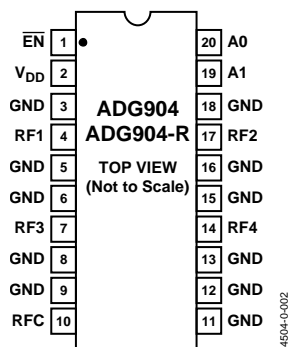 EN 1 20 A0
VDD 2 19 A1
GND 3 18 GND
RF1 4 17 RF2
GND 5 16 GND
GND 6 15 GND
RF3 7 14 RF4
GND 8 13 GND
GND 9 12 GND
RFC 10 11 GND
ADG904
ADG904-R
TOP VIEW
(Not to Scale)
4504-0-002